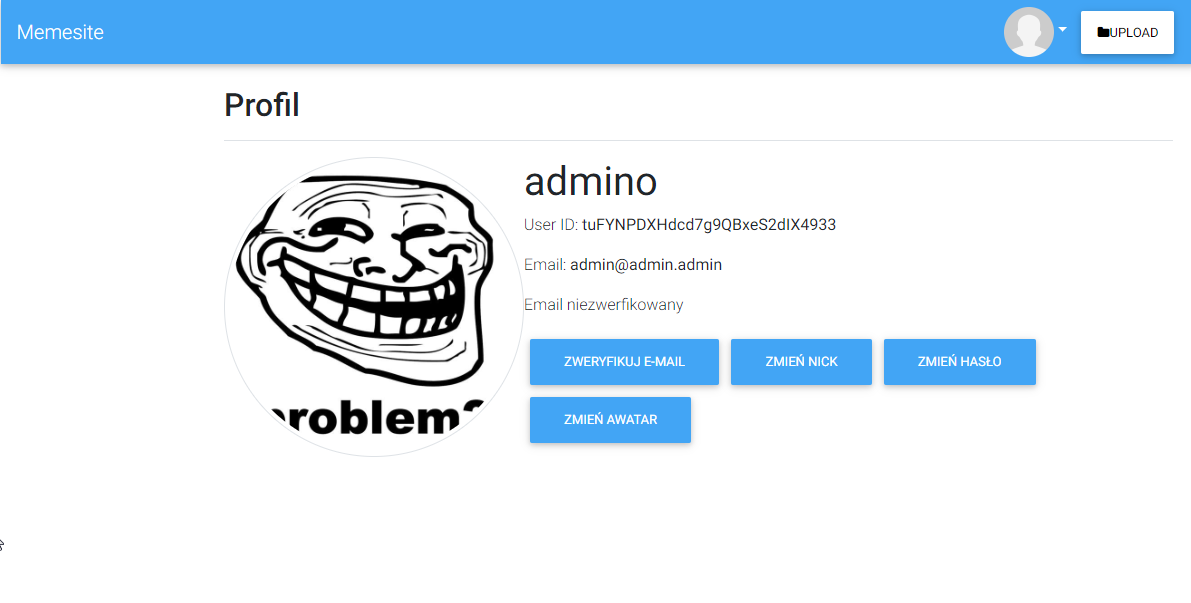 Memesite
UPLOAD
Profil
admino
User ID: tuFYNPDXHdcd7g9QBxeS2dIX4933
Email: admin@admin.admin
Email niezwerfikowany
ZWERYFIKUJ E-MAIL
ZMIEŃ NICK
ZMIEŃ HASŁO
ZMIEŃ AWATAR
problem?